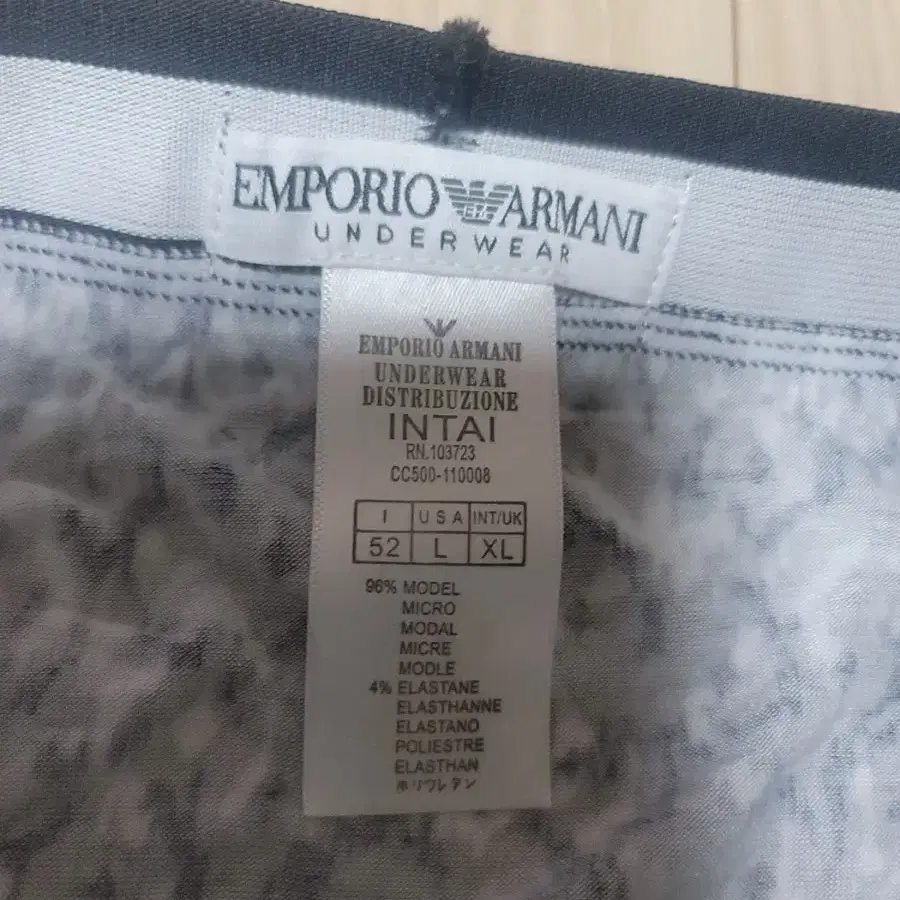 EMPORIO ARMANI
UNDERWEAR
EMPORIO ARMANI
UNDERWEAR
DISTRIBUZIONE
INTAI
RN.103723
CC500-110008
I USA INT/UK
52 L XL
96% MODEL
MICRO
MODAL
MICRE
MODLE
4% ELASTANE
ELASTHANNE
ELASTANO
POLIESTRE
ELASTHAN
ホリウレタン